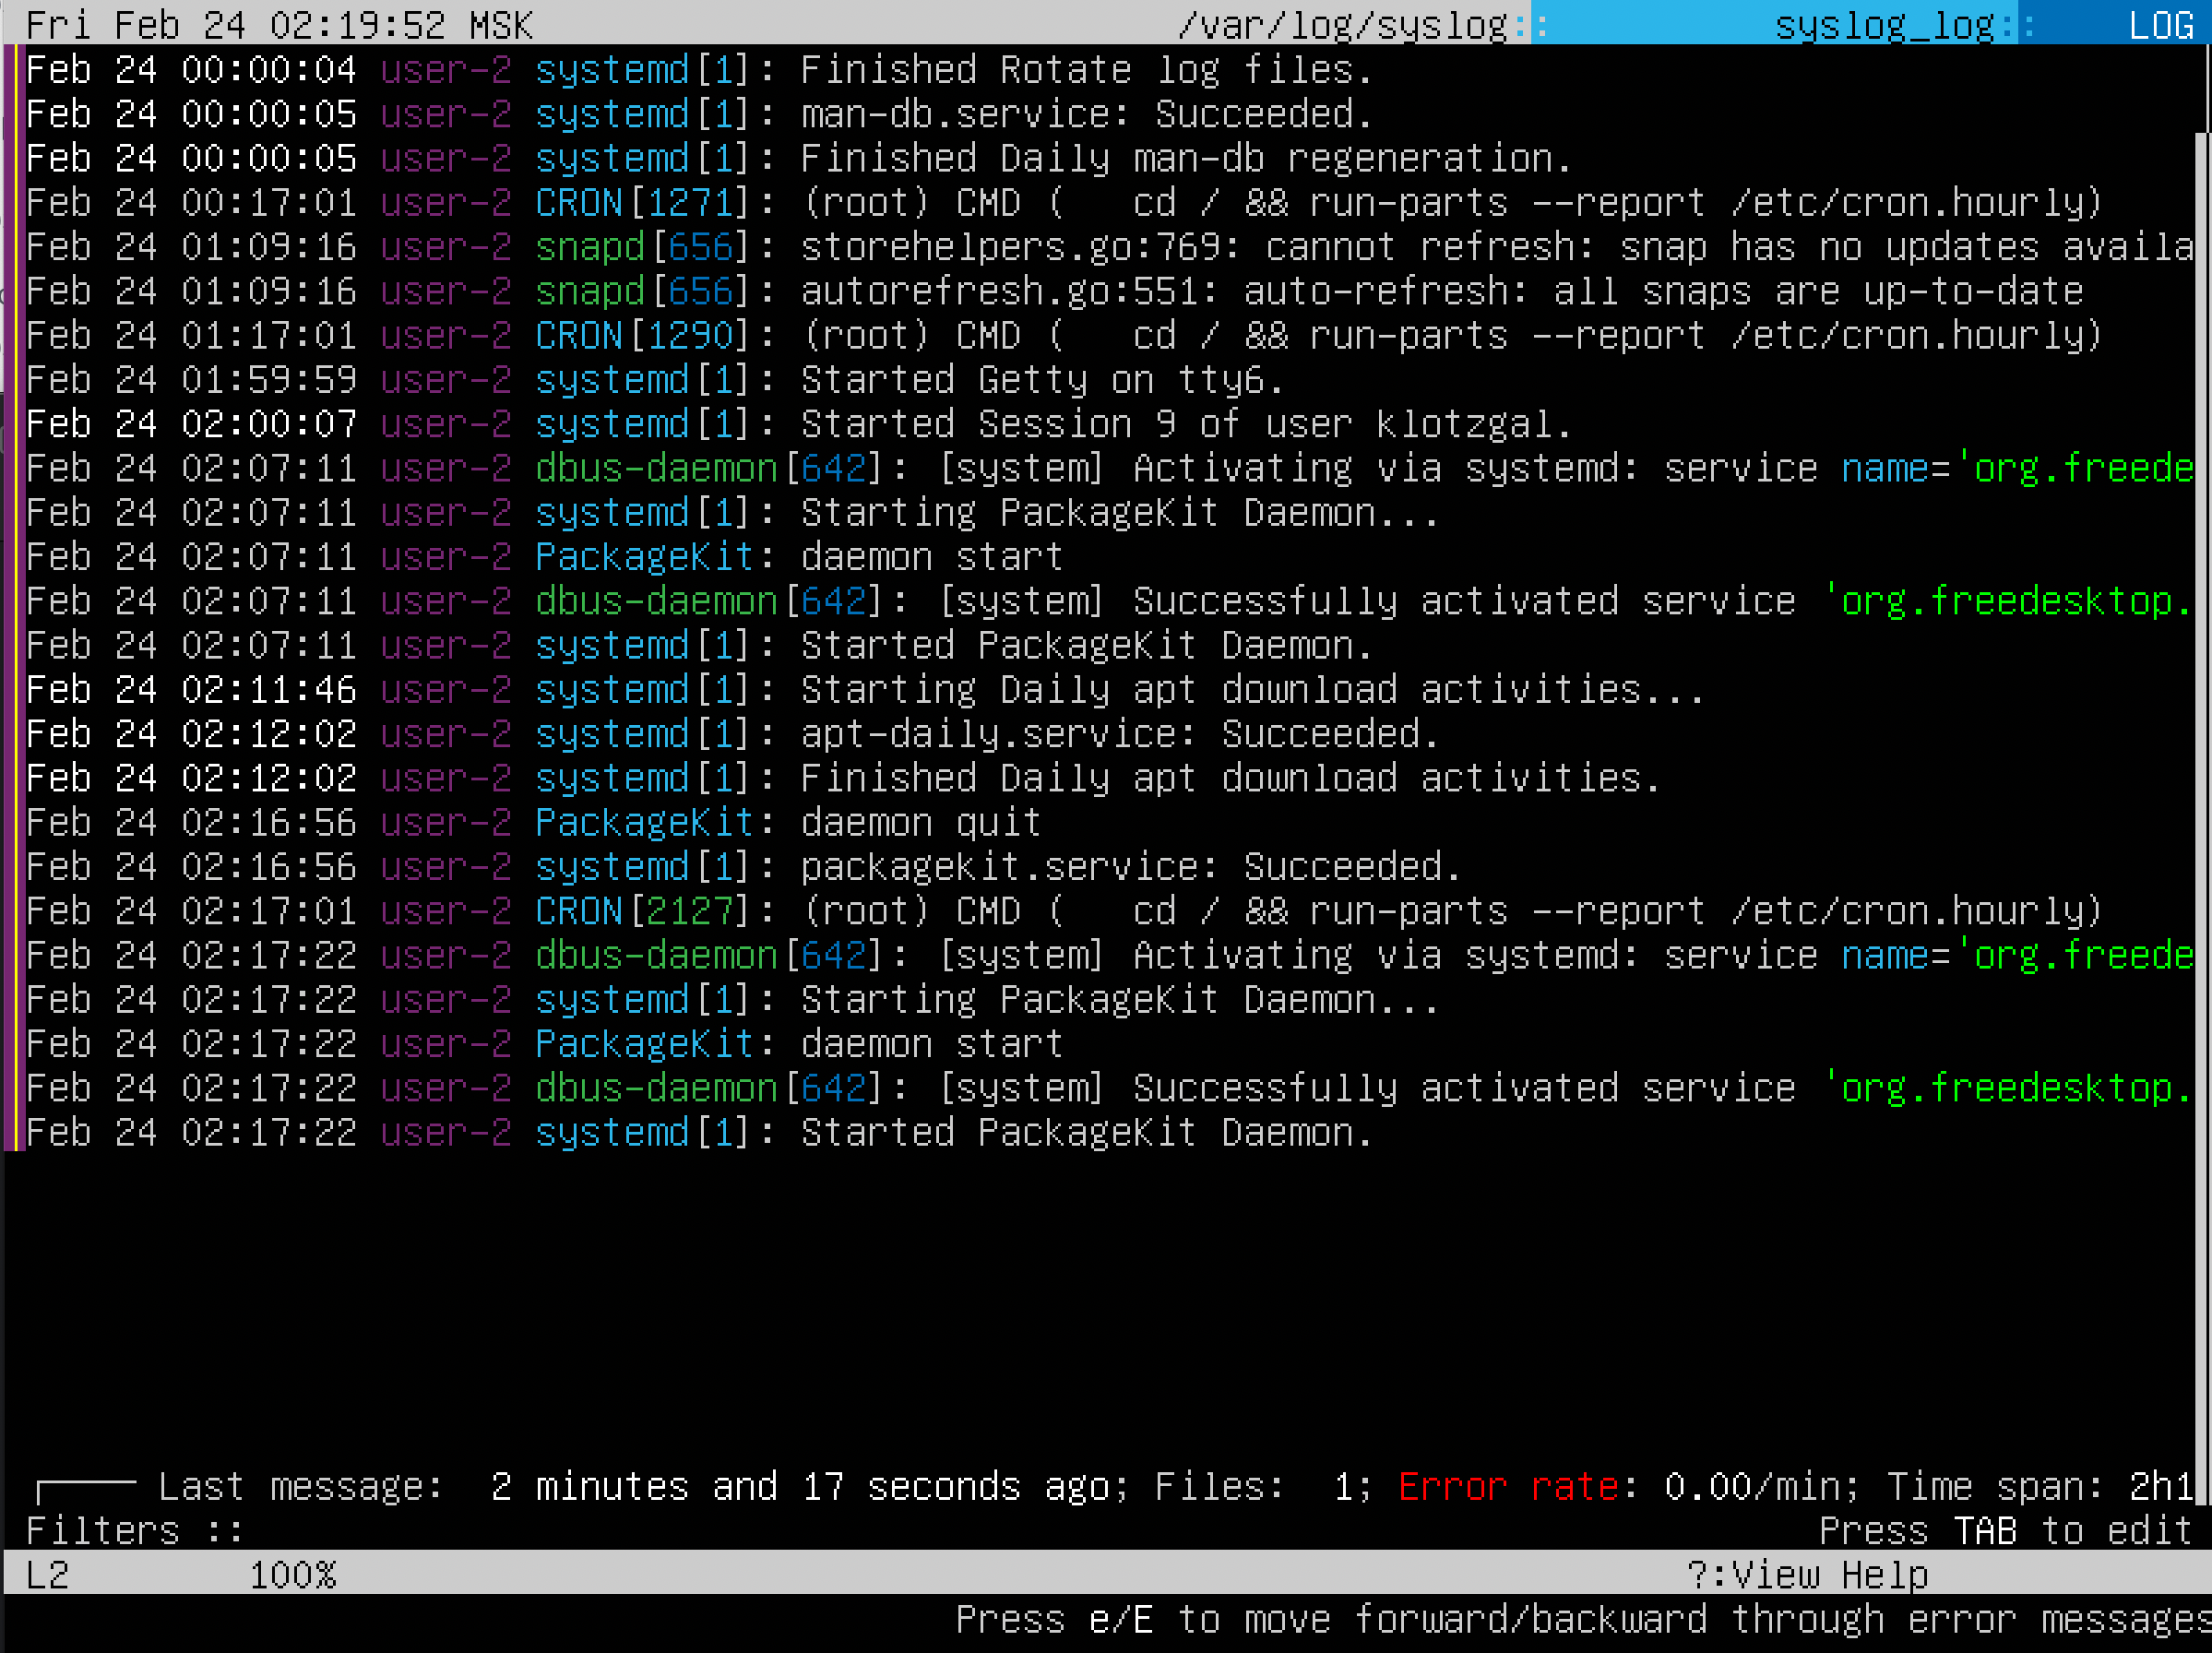 Fri Feb 24 02:19:52 MSK /var/log/syslog:: syslog_log:: LOG
Feb 24 00:00:04 user-2 systemd[1]: Finished Rotate log files.
Feb 24 00:00:05 user-2 systemd[1]: man-db.service: Succeeded.
Feb 24 00:00:05 user-2 systemd[1]: Finished Daily man-db regeneration.
Feb 24 00:17:01 user-2 CRON[1271]: (root) CMD (   cd / && run-parts --report /etc/cron.hourly)
Feb 24 01:09:16 user-2 snapd[656]: storehelpers.go:769: cannot refresh: snap has no updates availa
Feb 24 01:09:16 user-2 snapd[656]: autorefresh.go:551: auto-refresh: all snaps are up-to-date
Feb 24 01:17:01 user-2 CRON[1290]: (root) CMD (   cd / && run-parts --report /etc/cron.hourly)
Feb 24 01:59:59 user-2 systemd[1]: Started Getty on tty6.
Feb 24 02:00:07 user-2 systemd[1]: Started Session 9 of user klotzgal.
Feb 24 02:07:11 user-2 dbus-daemon[642]: [system] Activating via systemd: service name='org.freede
Feb 24 02:07:11 user-2 systemd[1]: Starting PackageKit Daemon...
Feb 24 02:07:11 user-2 PackageKit: daemon start
Feb 24 02:07:11 user-2 dbus-daemon[642]: [system] Successfully activated service 'org.freedesktop.
Feb 24 02:07:11 user-2 systemd[1]: Started PackageKit Daemon.
Feb 24 02:11:46 user-2 systemd[1]: Starting Daily apt download activities...
Feb 24 02:12:02 user-2 systemd[1]: apt-daily.service: Succeeded.
Feb 24 02:12:02 user-2 systemd[1]: Finished Daily apt download activities.
Feb 24 02:16:56 user-2 PackageKit: daemon quit
Feb 24 02:16:56 user-2 systemd[1]: packagekit.service: Succeeded.
Feb 24 02:17:01 user-2 CRON[2127]: (root) CMD (   cd / && run-parts --report /etc/cron.hourly)
Feb 24 02:17:22 user-2 dbus-daemon[642]: [system] Activating via systemd: service name='org.freede
Feb 24 02:17:22 user-2 systemd[1]: Starting PackageKit Daemon...
Feb 24 02:17:22 user-2 PackageKit: daemon start
Feb 24 02:17:22 user-2 dbus-daemon[642]: [system] Successfully activated service 'org.freedesktop.
Feb 24 02:17:22 user-2 systemd[1]: Started PackageKit Daemon.
Last message:  2 minutes and 17 seconds ago; Files:  1; Error rate: 0.00/min; Time span: 2h1
Filters :: Press TAB to edit
L2 100% ?:View Help
Press e/E to move forward/backward through error messages